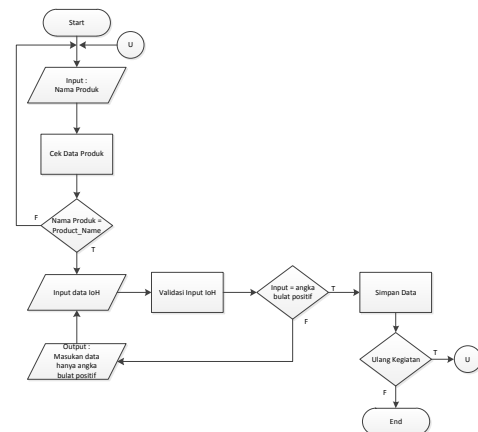 Start
U
Input :
Nama Produk
Cek Data Produk
Nama Produk =
Product_Name
F
T
Input data IoH
Validasi Input IoH
Input = angka
bulat positif
T
F
Simpan Data
Output :
Masukan data
hanya angka
bulat positif
Ulang Kegiatan
T
U
F
End